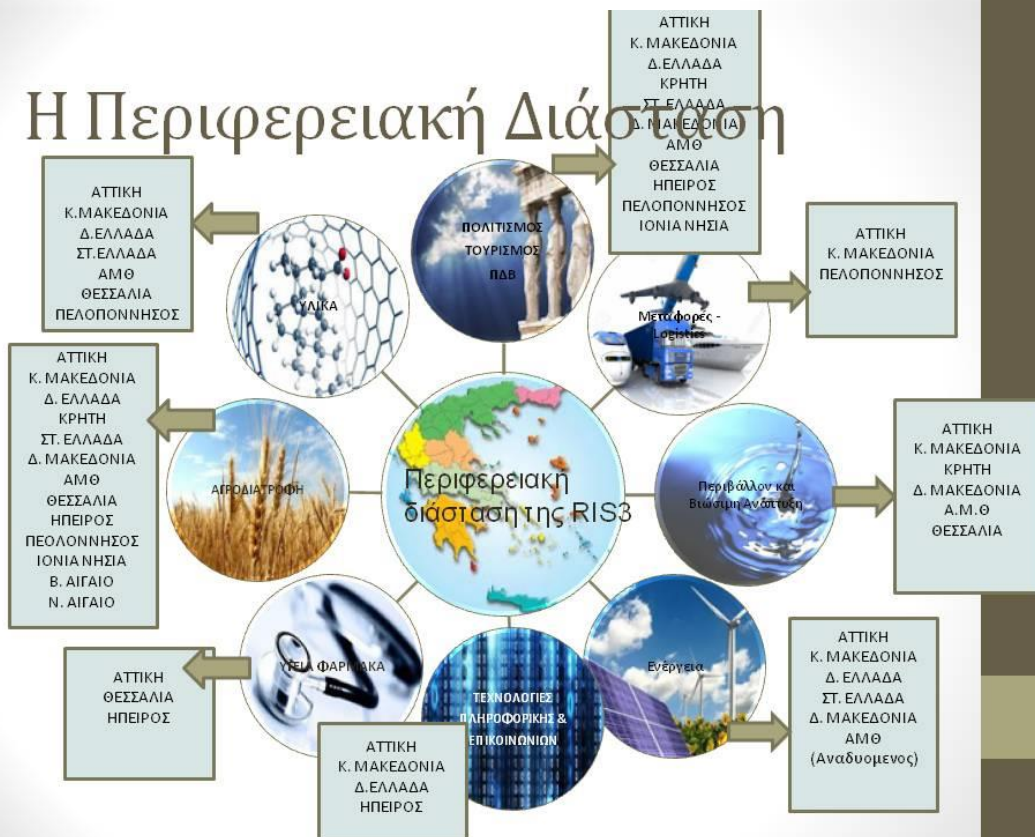 Η Περιφερειακή Διάσταση
ΑΤΤΙΚΗ
Κ. ΜΑΚΕΔΟΝΙΑ
Δ.ΕΛΛΑΔΑ
ΚΡΗΤΗ
ΣΤ. ΕΛΛΑΔΑ
Δ. ΜΑΚΕΔΟΝΙΑ
ΑΜΘ
ΘΕΣΣΑΛΙΑ
ΗΠΕΙΡΟΣ
ΠΕΛΟΠΟΝΝΗΣΟΣ
ΙΟΝΙΑ ΝΗΣΙΑ
ΑΤΤΙΚΗ
Κ.ΜΑΚΕΔΟΝΙΑ
Δ.ΕΛΛΑΔΑ
ΣΤ.ΕΛΛΑΔΑ
ΑΜΘ
ΘΕΣΣΑΛΙΑ
ΠΕΛΟΠΟΝΝΗΣΟΣ
ΥΛΙΚΑ
ΠΟΛΙΤΙΣΜΟΣ
ΤΟΥΡΙΣΜΟΣ
ΠΔΒ
Μεταφορές -
Logistics
ΑΤΤΙΚΗ
Κ. ΜΑΚΕΔΟΝΙΑ
ΠΕΛΟΠΟΝΝΗΣΟΣ
ΑΤΤΙΚΗ
Κ. ΜΑΚΕΔΟΝΙΑ
Δ. ΕΛΛΑΔΑ
ΚΡΗΤΗ
ΣΤ. ΕΛΛΑΔΑ
Δ. ΜΑΚΕΔΟΝΙΑ
ΑΜΘ
ΘΕΣΣΑΛΙΑ
ΗΠΕΙΡΟΣ
ΠΕΟΛΟΝΝΗΣΟΣ
ΙΟΝΙΑ ΝΗΣΙΑ
Β. ΑΙΓΑΙΟ
Ν. ΑΙΓΑΙΟ
ΑΓΡΟΔΙΑΤΡΟΦΗ
Περιφερειακή
διάσταση της RIS3
Περιβάλλον και
Βιώσιμη Ανάπτυξη
ΑΤΤΙΚΗ
Κ. ΜΑΚΕΔΟΝΙΑ
ΚΡΗΤΗ
Δ. ΜΑΚΕΔΟΝΙΑ
Α.Μ.Θ
ΘΕΣΣΑΛΙΑ
ΑΤΤΙΚΗ
ΘΕΣΣΑΛΙΑ
ΗΠΕΙΡΟΣ
ΥΓΕΙΑ ΦΑΡΜΑΚΑ
ΑΤΤΙΚΗ
Κ. ΜΑΚΕΔΟΝΙΑ
Δ.ΕΛΛΑΔΑ
ΗΠΕΙΡΟΣ
ΤΕΧΝΟΛΟΓΙΕΣ
ΠΛΗΡΟΦΟΡΙΚΗΣ &
ΕΠΙΚΟΙΝΩΝΙΩΝ
Ενέργεια
ΑΤΤΙΚΗ
Κ. ΜΑΚΕΔΟΝΙΑ
Δ. ΕΛΛΑΔΑ
ΣΤ. ΕΛΛΑΔΑ
Δ. ΜΑΚΕΔΟΝΙΑ
ΑΜΘ
(Αναδυομενος)